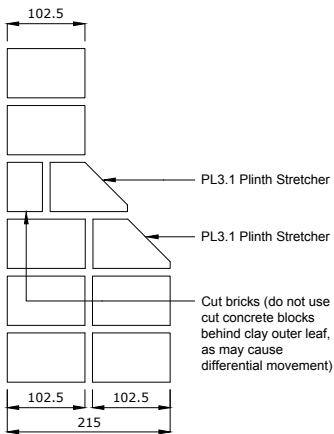 102.5
PL3.1 Plinth Stretcher
PL3.1 Plinth Stretcher
Cut bricks (do not use
cut concrete blocks
behind clay outer leaf,
as may cause
differential movement)
102.5 102.5
215